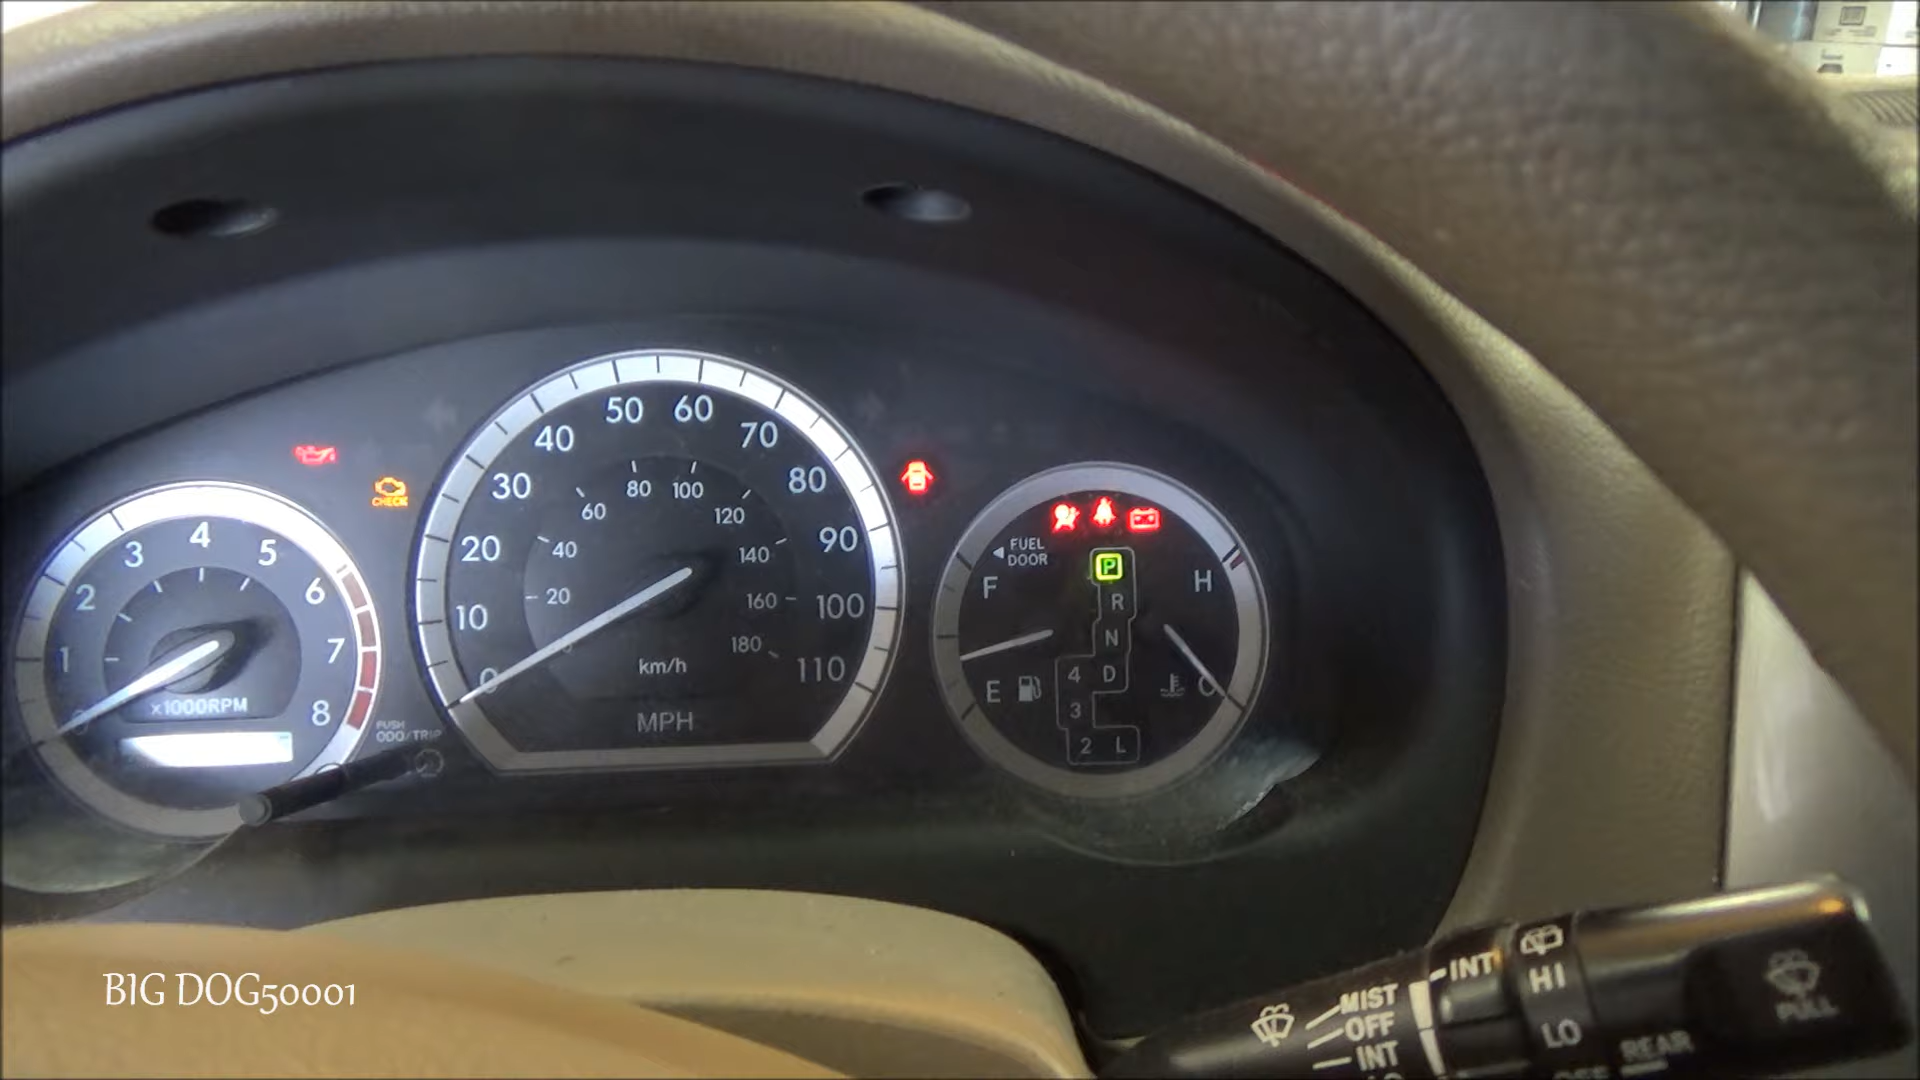 50 60
40 70
30 80
20 90
10 100
0 110
80 100
60 120
40 140
20 160
180
km/h
MPH
CHECK
4
3 5
2 6
1 7
8
x1000RPM
PUSH
ODO/TRIP
FUEL
DOOR
F H
E C
P
R
N
4 D
3
2 L
BIG DOG50001
MIST
OFF
INT
INT
HI
LO
REAR
PULL